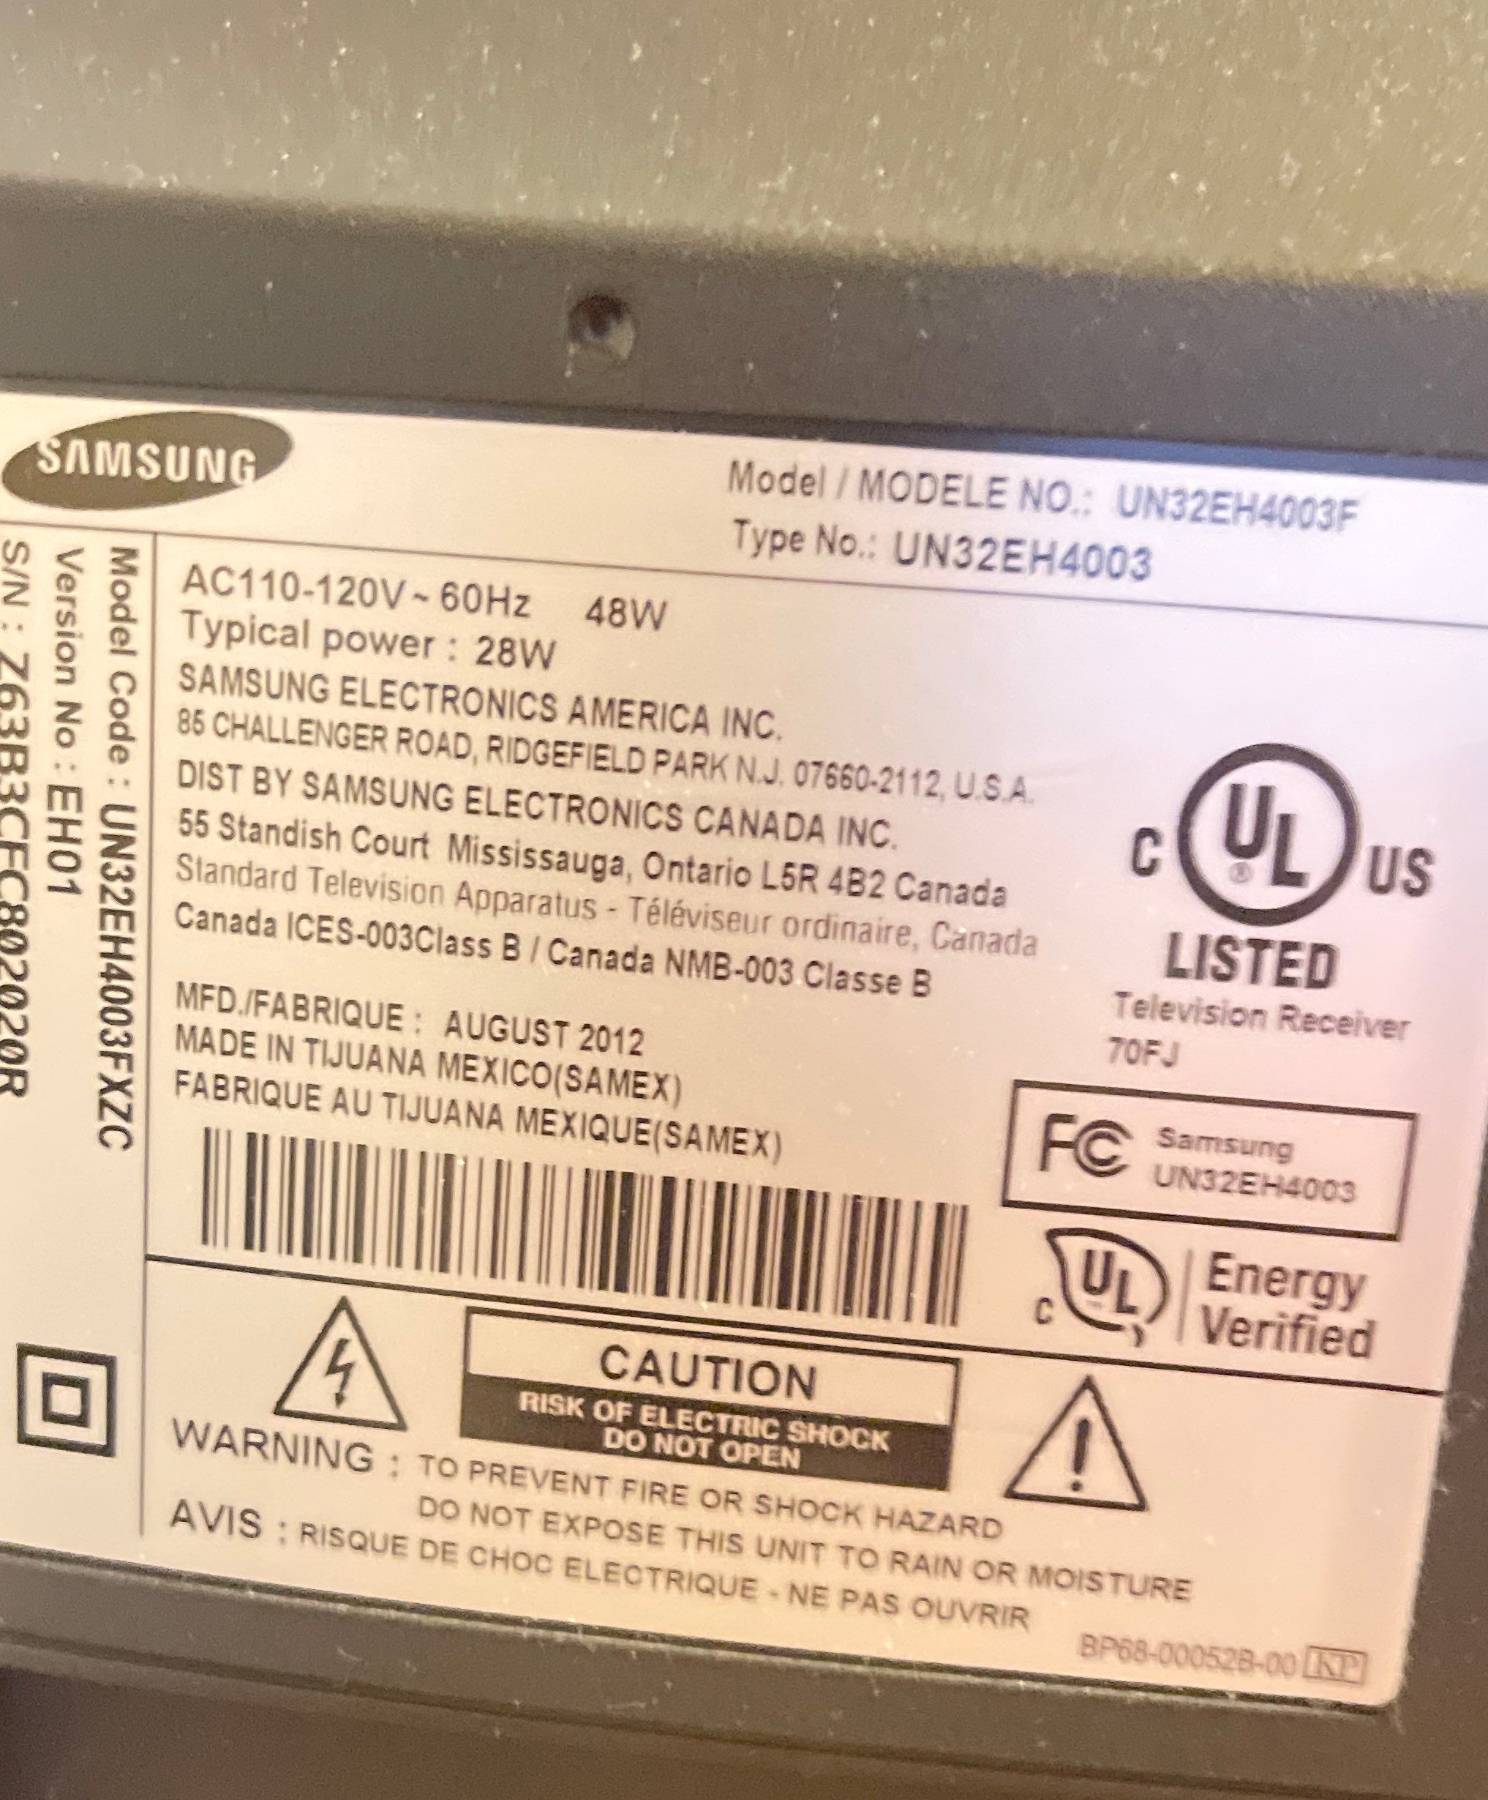 SAMSUNG
Model / MODELE NO.: UN32EH4003F
Type No.: UN32EH4003
Model Code : UN32EH4003FXZC
Version No : EH01
S/N : Z63B3CFC802020R
AC110-120V ~ 60Hz 48W
Typical power : 28W
SAMSUNG ELECTRONICS AMERICA INC.
85 CHALLENGER ROAD, RIDGEFIELD PARK N.J. 07660-2112, U.S.A.
DIST BY SAMSUNG ELECTRONICS CANADA INC.
55 Standish Court Mississauga, Ontario L5R 4B2 Canada
Standard Television Apparatus - Téléviseur ordinaire, Canada
Canada ICES-003Class B / Canada NMB-003 Classe B
MFD./FABRIQUE : AUGUST 2012
MADE IN TIJUANA MEXICO(SAMEX)
FABRIQUE AU TIJUANA MEXIQUE(SAMEX)
C UL ® US
LISTED
Television Receiver
70FJ
FC Samsung
UN32EH4003
C UL Energy
Verified
CAUTION
RISK OF ELECTRIC SHOCK
DO NOT OPEN
WARNING : TO PREVENT FIRE OR SHOCK HAZARD
DO NOT EXPOSE THIS UNIT TO RAIN OR MOISTURE
AVIS : RISQUE DE CHOC ELECTRIQUE - NE PAS OUVRIR
BP68-00052B-00 KP